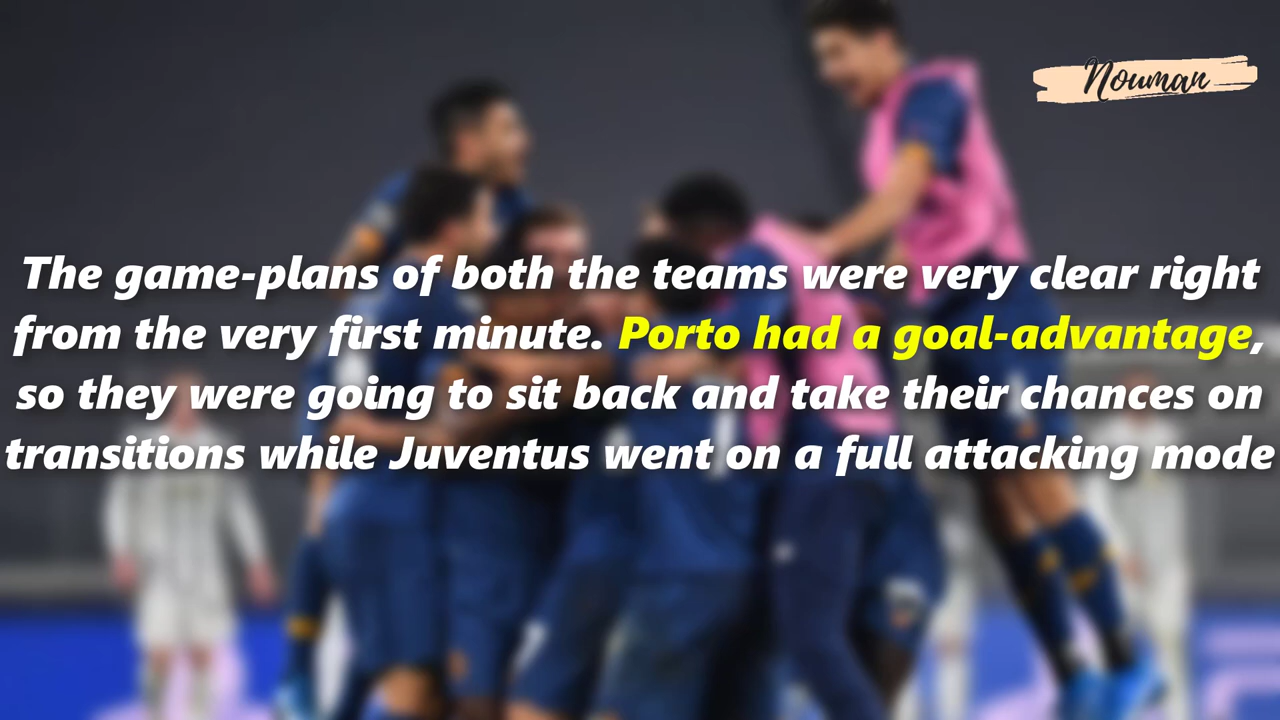 Nouman
The game-plans of both the teams were very clear right
from the very first minute. Porto had a goal-advantage,
so they were going to sit back and take their chances on
transitions while Juventus went on a full attacking mode